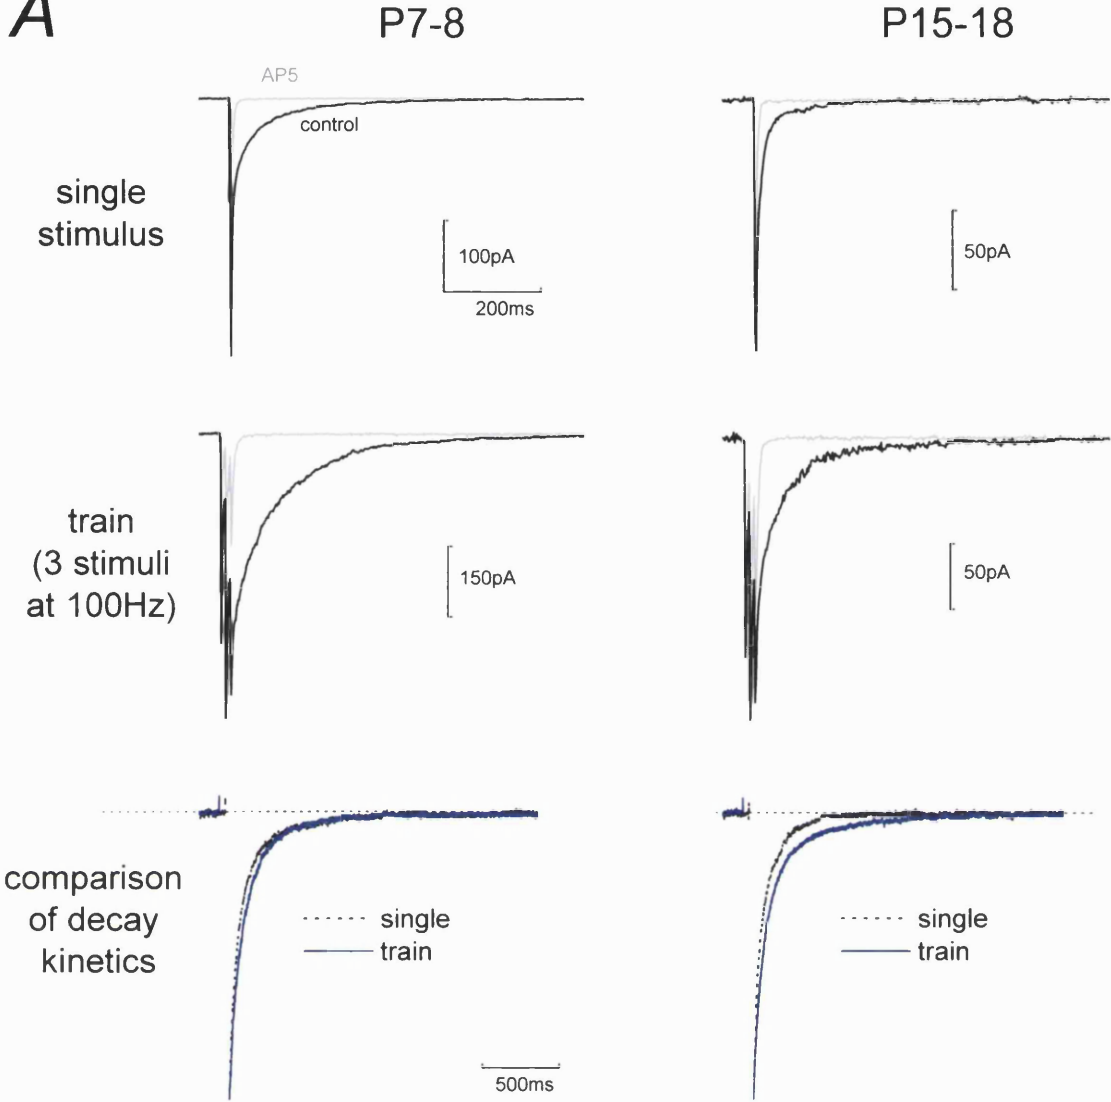 A
P7-8
P15-18
AP5
control
single
stimulus
100pA
200ms
50pA
train
(3 stimuli
at 100Hz)
150pA
50pA
comparison
of decay
kinetics
single
train
single
train
500ms